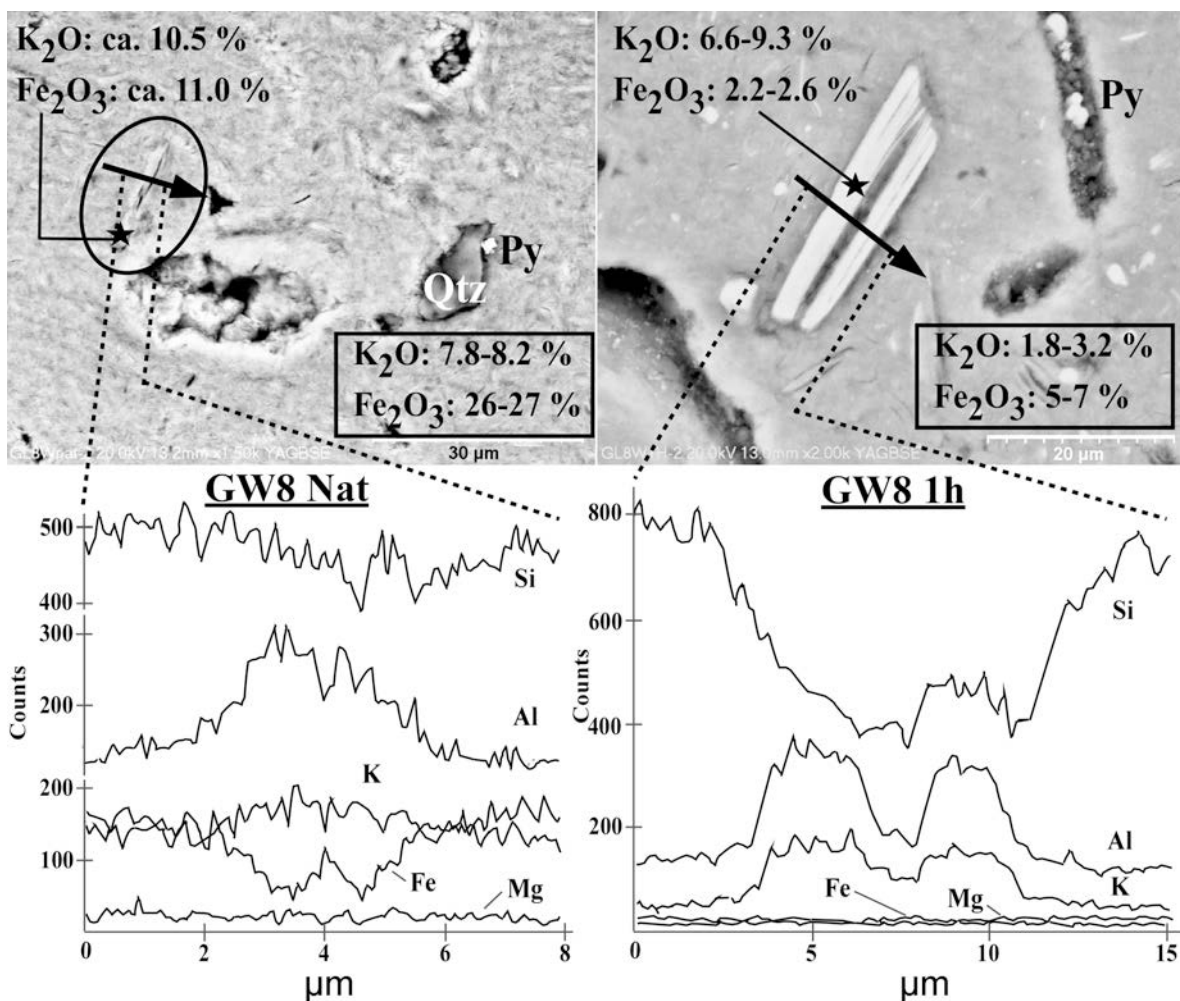 K₂O: ca. 10.5 %
Fe₂O₃: ca. 11.0 %
Qtz
Py
K₂O: 7.8-8.2 %
Fe₂O₃: 26-27 %
30 µm
K₂O: 6.6-9.3 %
Fe₂O₃: 2.2-2.6 %
Py
K₂O: 1.8-3.2 %
Fe₂O₃: 5-7 %
20 µm
GW8 Nat
500
400
300
200
200
100
Counts
Si
Al
K
Fe
Mg
0 2 4 6 8
µm
GW8 1h
800
600
400
200
Counts
Si
Al
K
Fe
Mg
0 5 10 15
µm